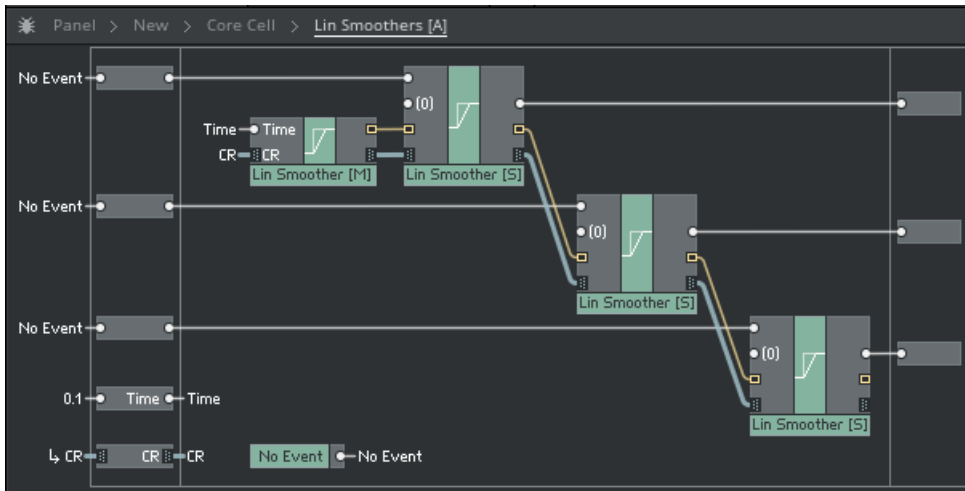 Panel > New > Core Cell > Lin Smoothers [A]
No Event
(0)
Time Time
CR CR
Lin Smoother [M] Lin Smoother [S]
No Event
(0)
Lin Smoother [S]
No Event
(0)
0.1 Time Time
Lin Smoother [S]
↳ CR CR CR No Event No Event